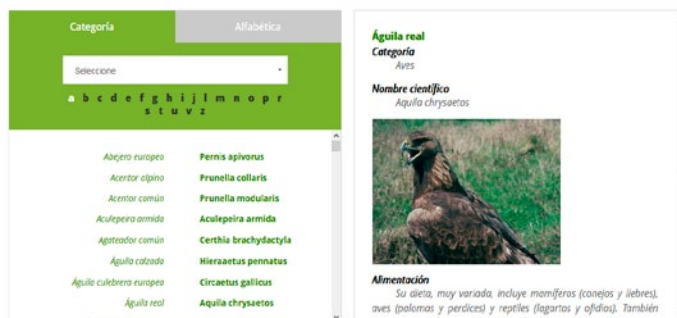 Categoría
Alfabética
Seleccione
a b c d e f g h i j l m n o p r
s t u v z
Abejero europeo Pernis apivorus
Acentor alpino Prunella collaris
Acentor común Prunella modularis
Aculepeira armida Aculepeira armida
Agateador común Certhia brachydactyla
Águila calzada Hieraaetus pennatus
Águila culebrera europea Circaetus gallicus
Águila real Aquila chrysaetos
Águila real
Categoría
Aves
Nombre científico
Aquila chrysaetos
Alimentación
Su dieta, muy variada, incluye mamíferos (conejos y liebres),
aves (palomas y perdices) y reptiles (lagartos y ofidios). También